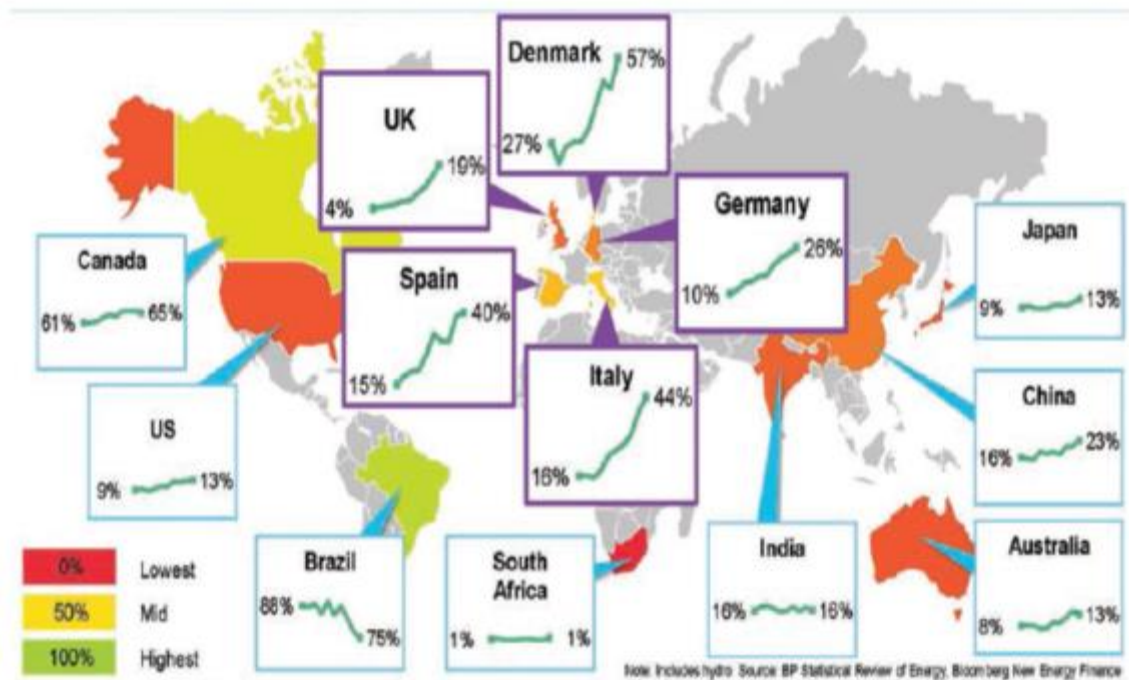 Denmark
57%
27%
UK
19%
4%
Germany
26%
10%
Japan
9%
13%
Canada
61%
65%
Spain
40%
15%
Italy
44%
16%
China
16%
23%
US
9%
13%
Brazil
88%
75%
South
Africa
1%
1%
India
16%
16%
Australia
8%
13%
0%
Lowest
50%
Mid
100%
Highest
Note: Includes hydro Source: BP Statistical Review of Energy, Bloomberg New Energy Finance